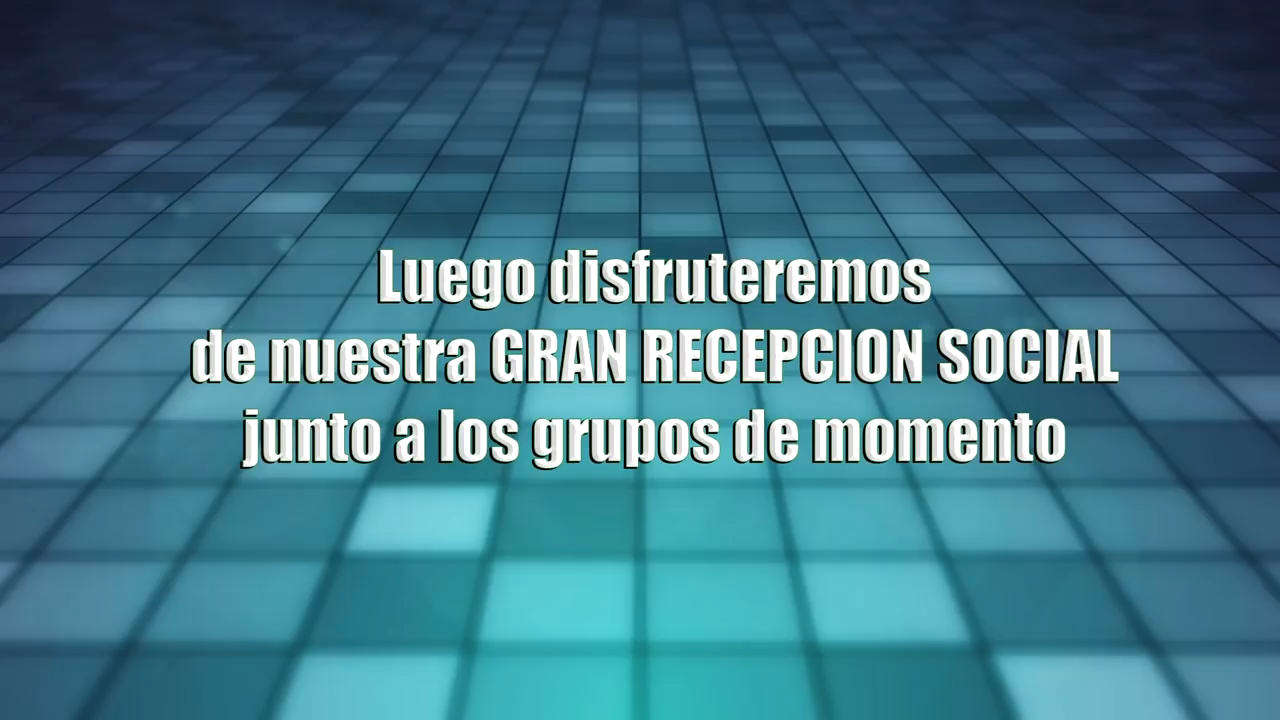 Luego disfruteremos
de nuestra GRAN RECEPCION SOCIAL
junto a los grupos de momento